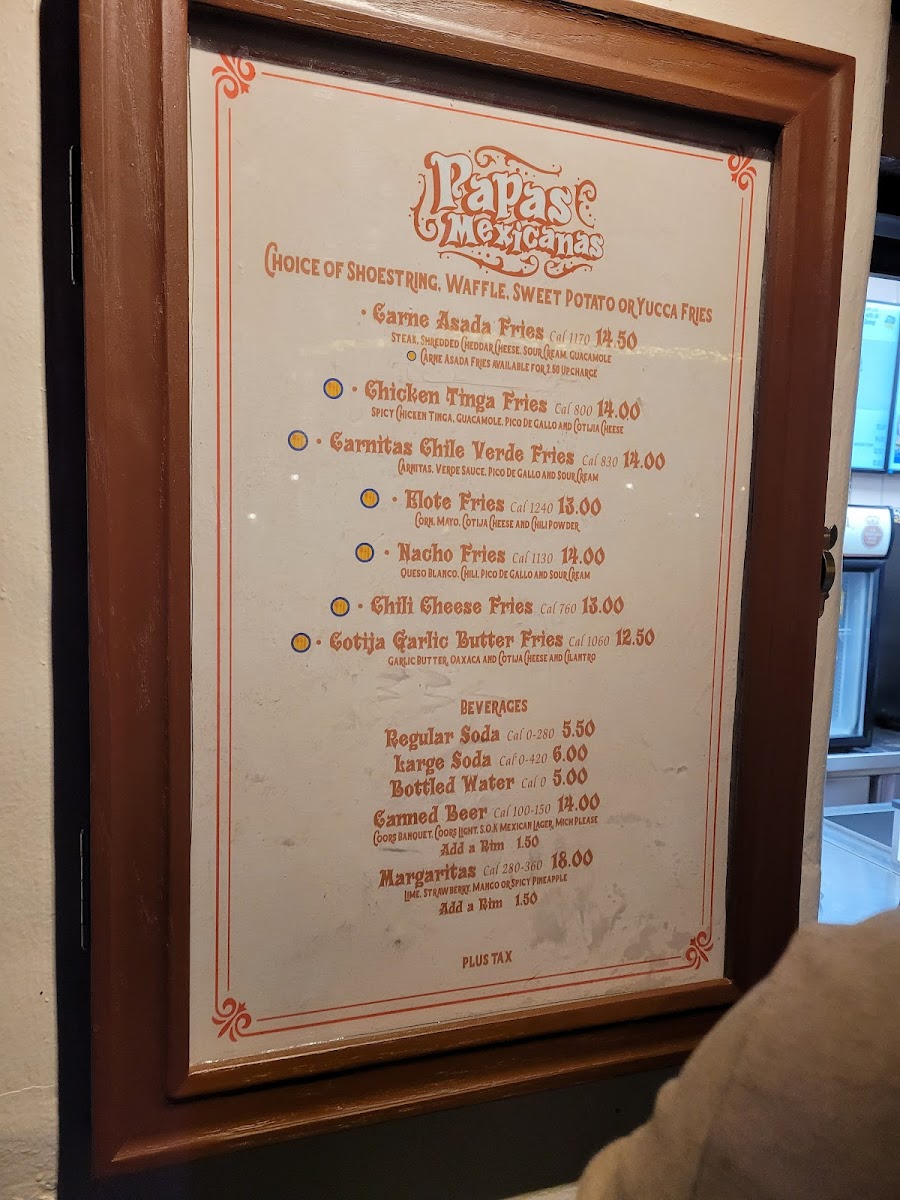 Papas
Mexicanas
Choice of Shoestring, Waffle, Sweet Potato or Yucca Fries
• Carne Asada Fries Cal 1170 14.50
Steak, Shredded Cheddar Cheese, Sour Cream, Guacamole
Carne Asada Fries available for 2.50 upcharge
• Chicken Tinga Fries Cal 800 14.00
Spicy Chicken Tinga, Guacamole, Pico De Gallo and Cotijia Cheese
• Carnitas Chile Verde Fries Cal 830 14.00
Carnitas, Verde Sauce, Pico De Gallo and Sour Cream
• Elote Fries Cal 1240 13.00
Corn, Mayo, Cotija Cheese and Chili Powder
• Nacho Fries Cal 1130 14.00
Queso Blanco, Chili, Pico De Gallo and Sour Cream
• Chili Cheese Fries Cal 760 13.00
• Cotija Garlic Butter Fries Cal 1060 12.50
Garlic Butter, Oaxaca and Cotija Cheese and Cilantro
Beverages
Regular Soda Cal 0-280 5.50
Large Soda Cal 0-420 6.00
Bottled Water Cal 0 5.00
Canned Beer Cal 100-150 14.00
Coors Banquet, Coors Light, S.O.K Mexican Lager, Mich Please
Add a Rim 1.50
Margaritas Cal 280-360 18.00
Lime, Strawberry, Mango or Spicy Pineapple
Add a Rim 1.50
PLUS TAX